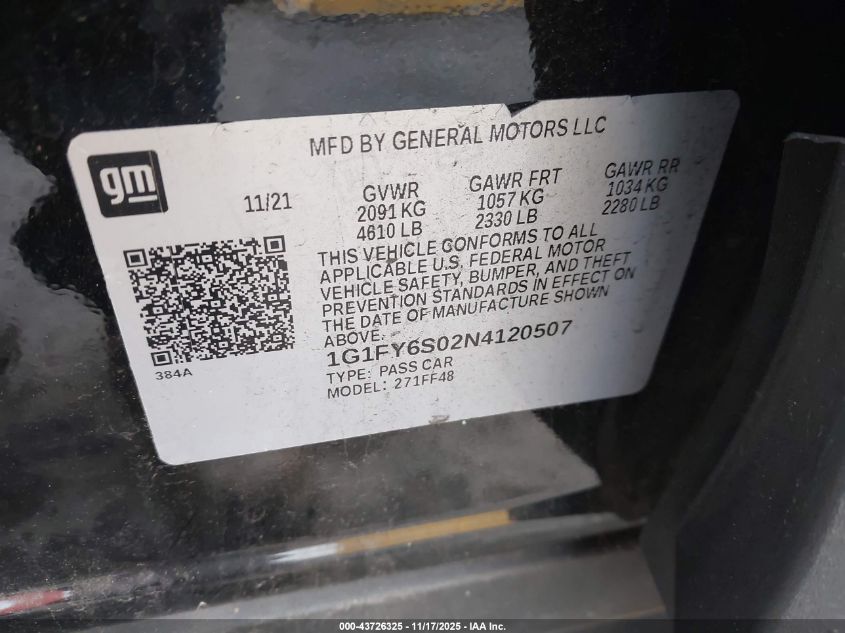 MFD BY GENERAL MOTORS LLC
gm
11/21
GVWR
2091 KG
4610 LB
GAWR FRT
1057 KG
2330 LB
GAWR RR
1034 KG
2280 LB
THIS VEHICLE CONFORMS TO ALL
APPLICABLE U.S. FEDERAL MOTOR
VEHICLE SAFETY, BUMPER, AND THEFT
PREVENTION STANDARDS IN EFFECT ON
THE DATE OF MANUFACTURE SHOWN
ABOVE.
1G1FY6S02N4120507
TYPE: PASS CAR
MODEL: 271FF48
384A
000-43726325 - 11/17/2025 - IAA Inc.